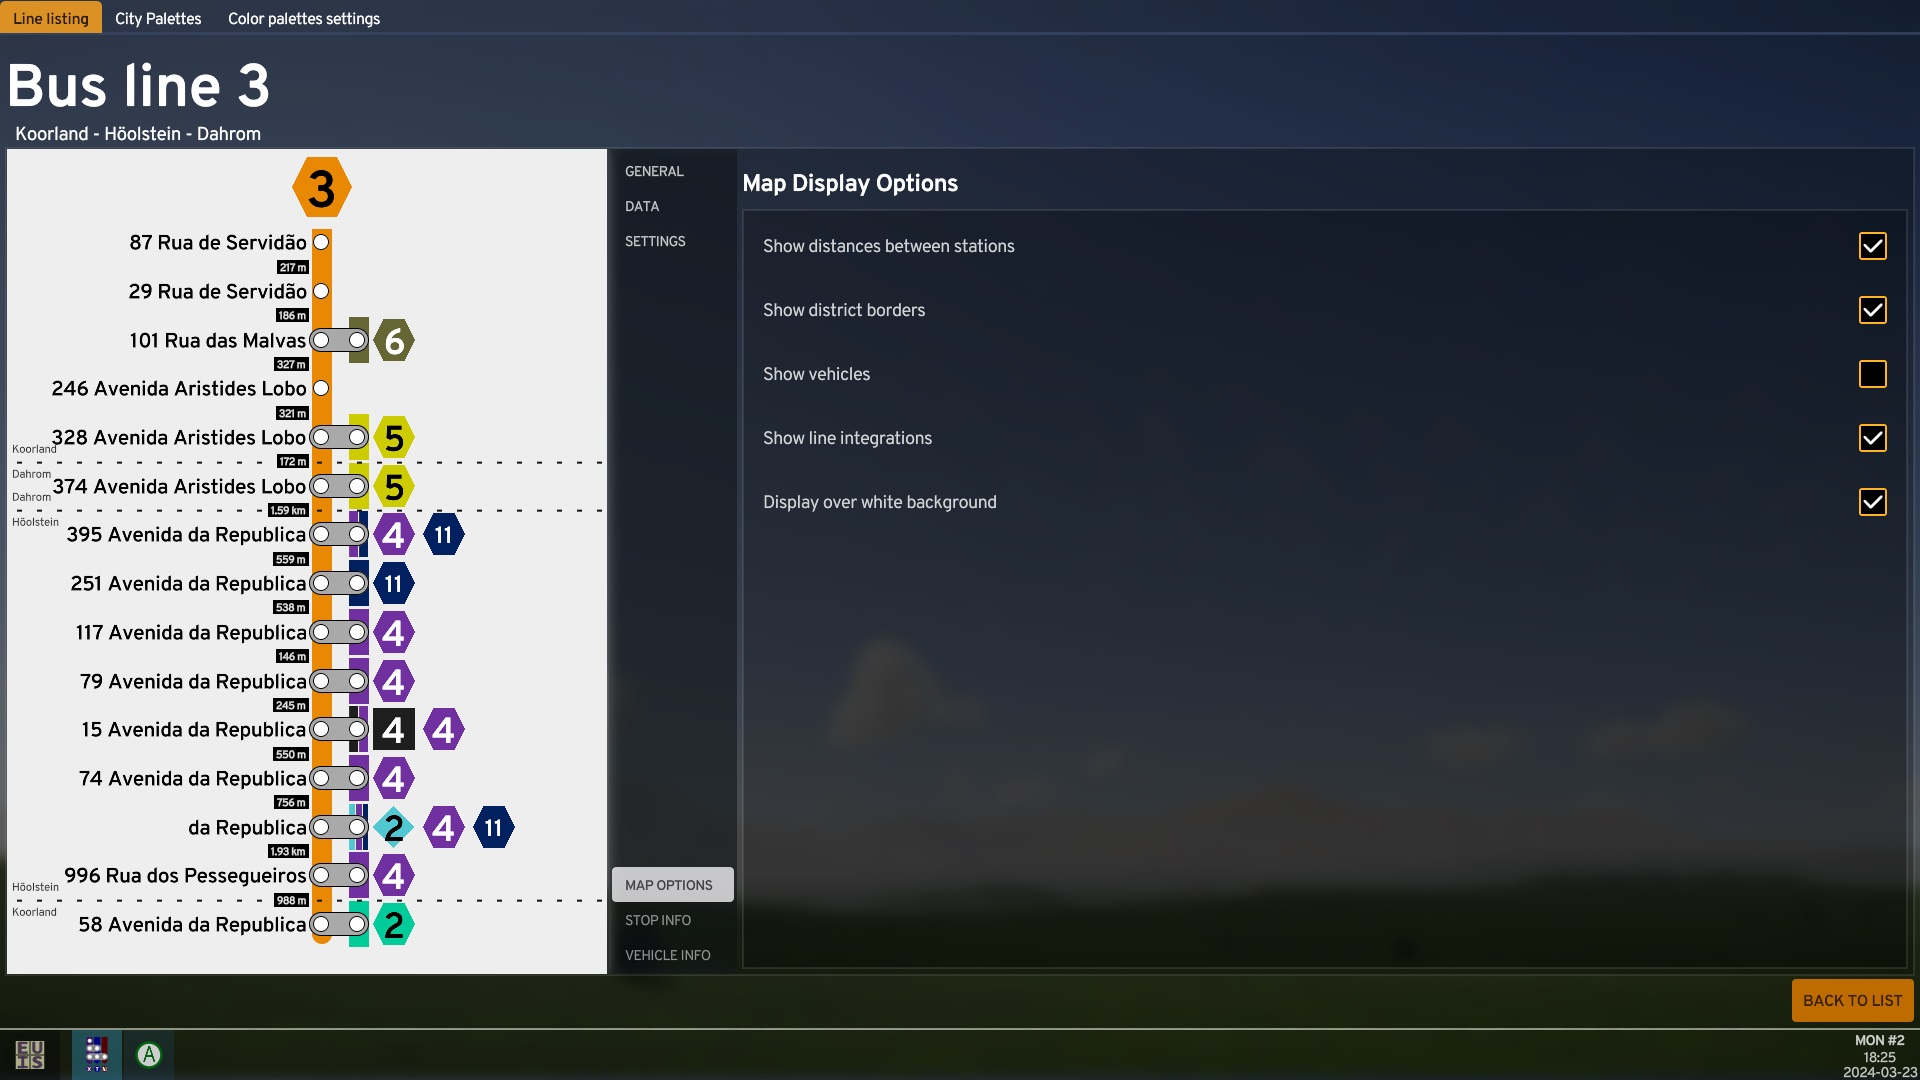 Line listing
City Palettes
Color palettes settings
Bus line 3
Koorland - Höolstein - Dahrom
3
87 Rua de Servidão
217 m
29 Rua de Servidão
186 m
101 Rua das Malvas
6
327 m
246 Avenida Aristides Lobo
321 m
328 Avenida Aristides Lobo
5
Koorland
172 m
Dahrom
374 Avenida Aristides Lobo
5
Dahrom
1.59 km
Höolstein
395 Avenida da Republica
4 11
559 m
251 Avenida da Republica
11
538 m
117 Avenida da Republica
4
146 m
79 Avenida da Republica
4
245 m
15 Avenida da Republica
4 4
550 m
74 Avenida da Republica
4
756 m
da Republica
2 4 11
1.93 km
996 Rua dos Pessegueiros
4
Höolstein
988 m
Koorland
58 Avenida da Republica
2
GENERAL
DATA
SETTINGS
MAP OPTIONS
STOP INFO
VEHICLE INFO
Map Display Options
Show distances between stations
Show district borders
Show vehicles
Show line integrations
Display over white background
BACK TO LIST
EU
IS
XTM
A
MON #2
18:25
2024-03-23